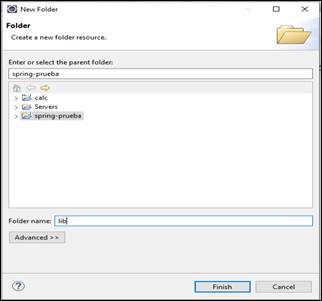 New Folder
Folder
Create a new folder resource.
Enter or select the parent folder:
spring-prueba
calc
Servers
spring-prueba
Folder name: lib
Advanced >>
Finish Cancel